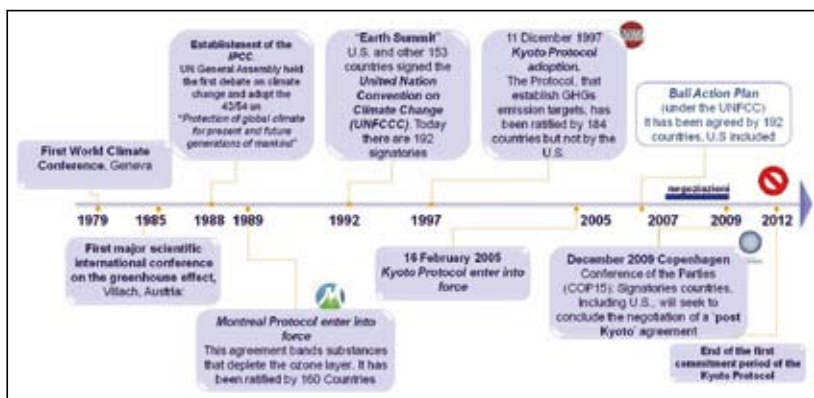 Establishment of the
IPCC.
UN General Assembly held
the first debate on climate
change and adopt the
43/54 on
"Protection of global climate
for present and future
generations of mankind"
"Earth Summit"
U.S. and other 153
countries signed the
United Nation
Convention on
Climate Change
(UNFCCC). Today
there are 192
signatories
11 Dicember 1997
Kyoto Protocol
adoption.
The Protocol, that
establish GHGs
emission targets, has
been ratified by 184
countries but not by the
U.S.
Bali Action Plan
(under the UNFCC)
It has been agreed by 192
countries, U.S included
First World Climate
Conference, Geneva
negoziazioni
1979
1985
1988
1989
1992
1997
2005
2007
2009
2012
First major scientific
international conference
on the greenhouse effect,
Villach, Austria:
16 February 2005
Kyoto Protocol enter into
force
December 2009 Copenhagen
Conference of the Parties
(COP15): Signatories countries,
including U.S., will seek to
conclude the negotiation of a 'post
Kyoto' agreement
Montreal Protocol enter into
force
This agreement bands substances
that deplete the ozone layer. It has
been ratified by 160 Countries
End of the first
commitment period of the
Kyoto Protocol